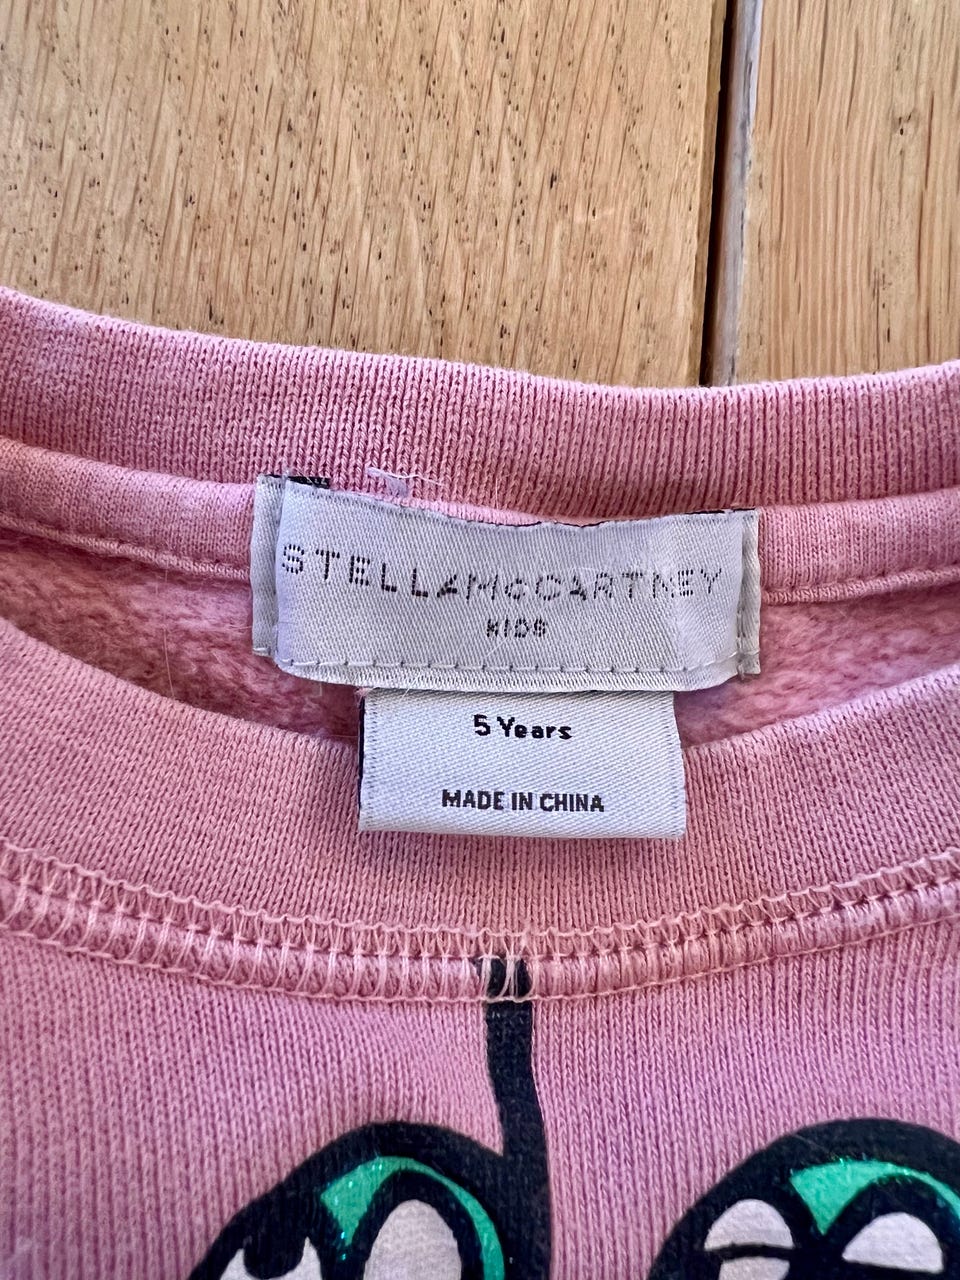 STELLAMcCARTNEY
KIDS
5 Years
MADE IN CHINA